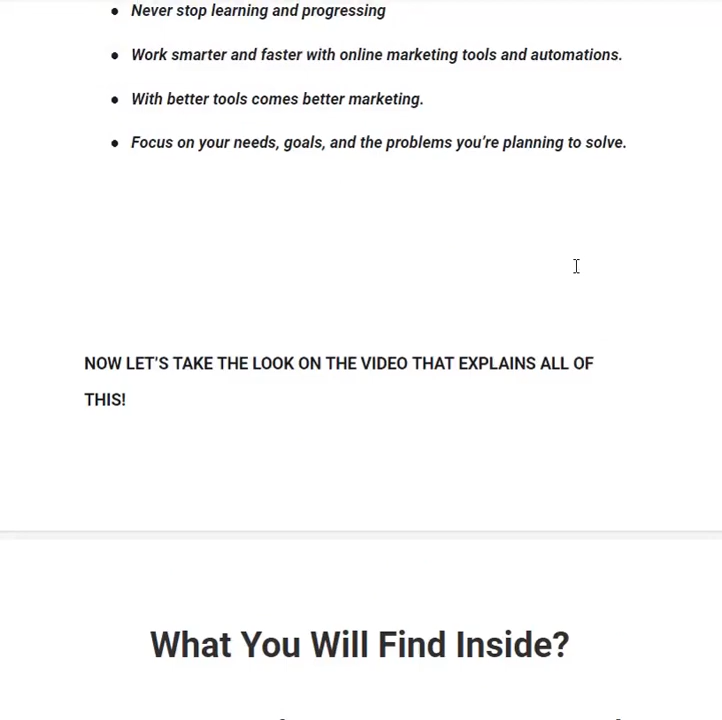 ● Never stop learning and progressing
● Work smarter and faster with online marketing tools and automations.
● With better tools comes better marketing.
● Focus on your needs, goals, and the problems you’re planning to solve.
NOW LET’S TAKE THE LOOK ON THE VIDEO THAT EXPLAINS ALL OF
THIS!
What You Will Find Inside?